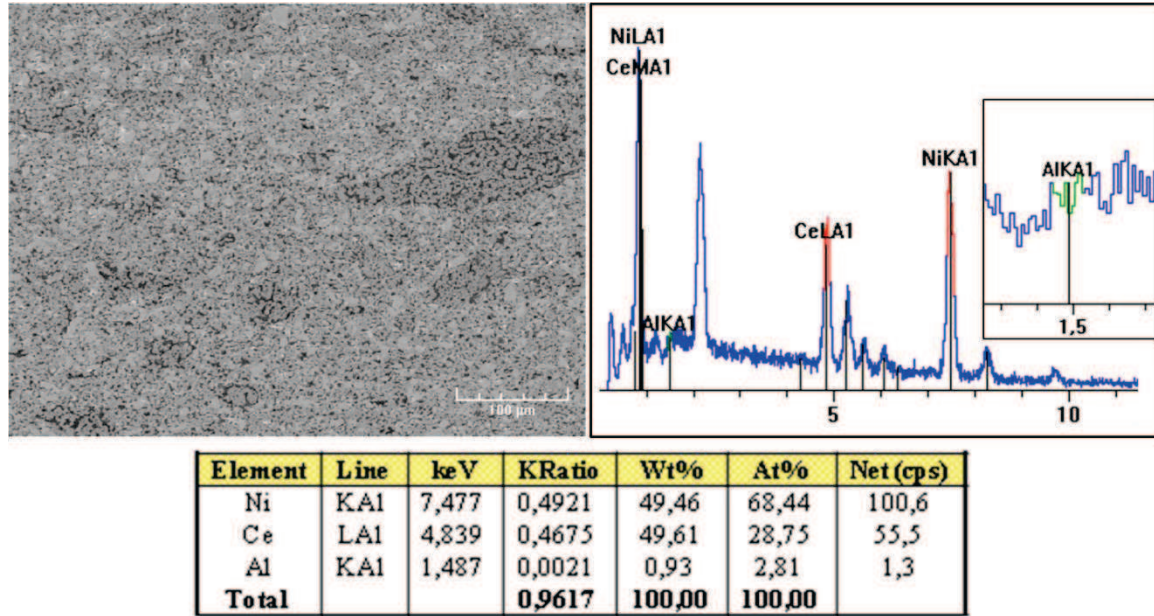 100 µm
NiLA1
CeMA1
AlKA1
CeLA1
NiKA1
5
10
AlKA1
1,5
Element Line keV KRatio Wt% At% Net (cps)
Ni KA1 7,477 0,4921 49,46 68,44 100,6
Ce LA1 4,839 0,4675 49,61 28,75 55,5
Al KA1 1,487 0,0021 0,93 2,81 1,3
Total 0,9617 100,00 100,00